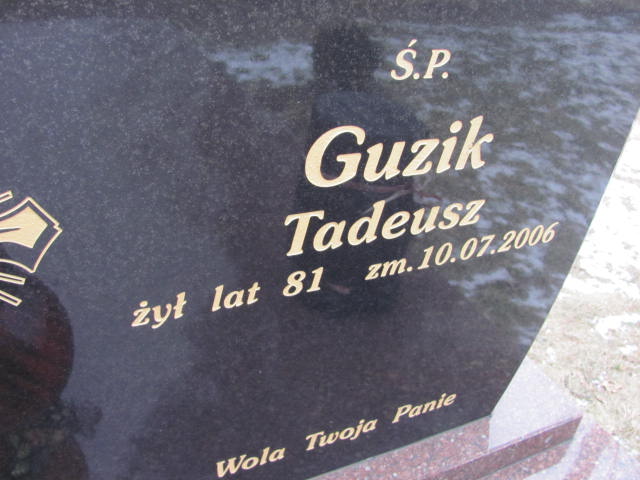 Ś.P.
Guzik
Tadeusz
żył lat 81 zm.10.07.2006
Wola Twoja Panie